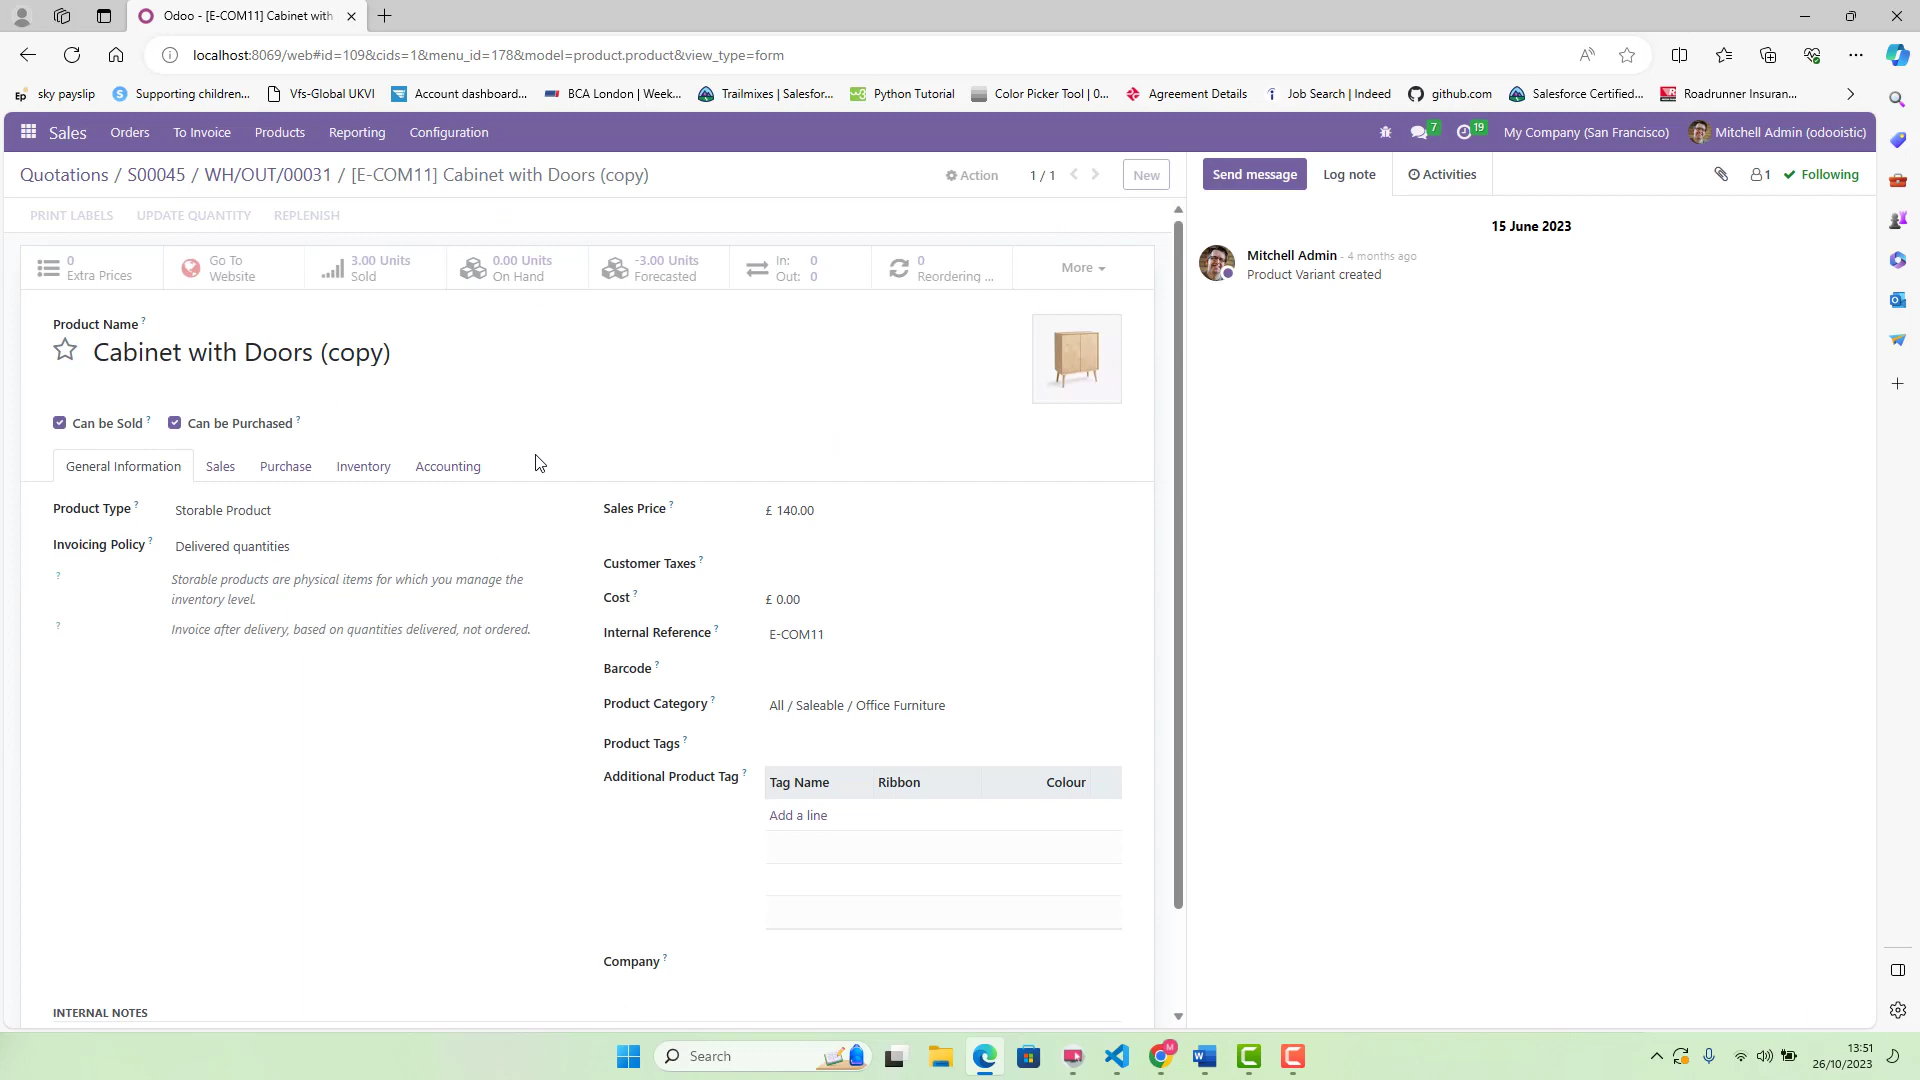 Odoo - [E-COM11] Cabinet with
localhost:8069/web#id=109&cids=1&menu_id=178&model=product.product&view_type=form
sky payslip
Supporting children...
Vfs-Global UKVI
Account dashboard...
BCA London | Week...
Trailmixes | Salesfor...
Python Tutorial
Color Picker Tool | 0...
Agreement Details
Job Search | Indeed
github.com
Salesforce Certified...
Roadrunner Insuran...
Sales
Orders
To Invoice
Products
Reporting
Configuration
7
19
My Company (San Francisco)
Mitchell Admin (odooistic)
Quotations / S00045 / WH/OUT/00031 / [E-COM11] Cabinet with Doors (copy)
Action
1 / 1
New
Send message
Log note
Activities
1
Following
PRINT LABELS
UPDATE QUANTITY
REPLENISH
0
Extra Prices
Go To
Website
3.00 Units
Sold
0.00 Units
On Hand
-3.00 Units
Forecasted
In: 0
Out: 0
0
Reordering ...
More
15 June 2023
Mitchell Admin - 4 months ago
Product Variant created
Product Name ?
Cabinet with Doors (copy)
Can be Sold ?
Can be Purchased ?
General Information
Sales
Purchase
Inventory
Accounting
Product Type ? Storable Product
Invoicing Policy ? Delivered quantities
?
Storable products are physical items for which you manage the
inventory level.
?
Invoice after delivery, based on quantities delivered, not ordered.
Sales Price ? £ 140.00
Customer Taxes ?
Cost ? £ 0.00
Internal Reference ? E-COM11
Barcode ?
Product Category ? All / Saleable / Office Furniture
Product Tags ?
Additional Product Tag ?
Tag Name Ribbon Colour
Add a line
Company ?
INTERNAL NOTES
Search
13:51
26/10/2023